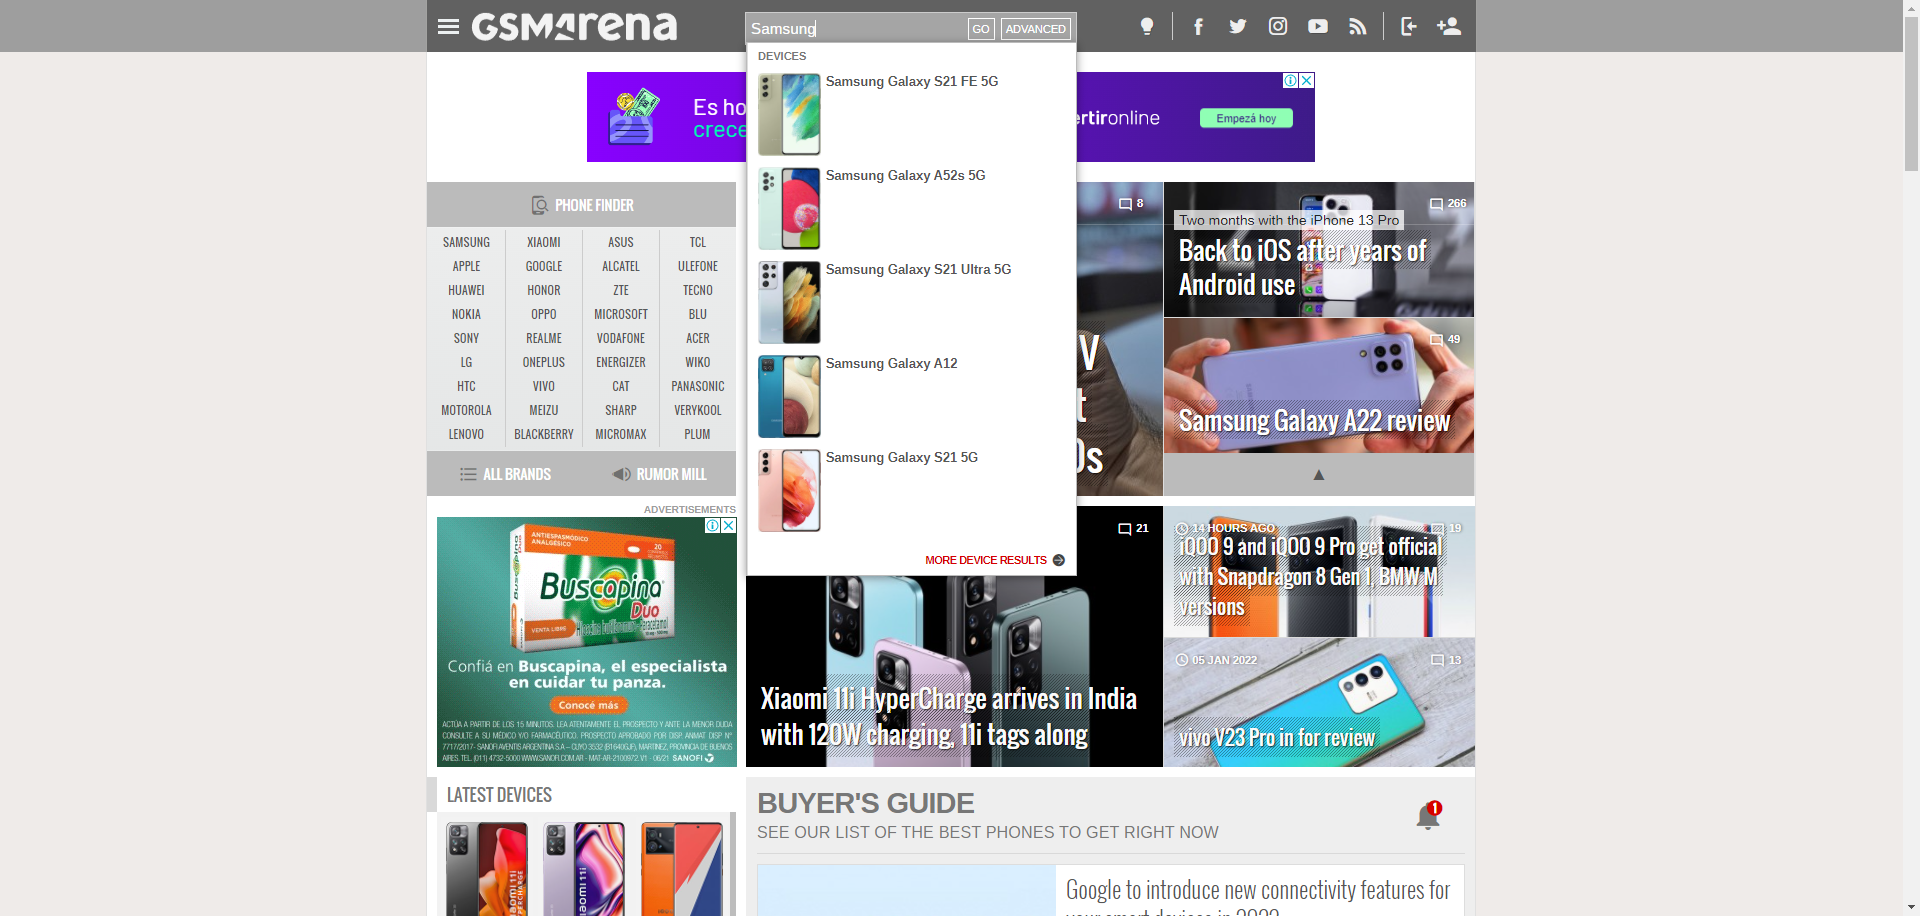 GSMArena
Samsung
GO
ADVANCED
DEVICES
Samsung Galaxy S21 FE 5G
Samsung Galaxy A52s 5G
Samsung Galaxy S21 Ultra 5G
Samsung Galaxy A12
Samsung Galaxy S21 5G
MORE DEVICE RESULTS
Es ho
crece
ertironline
Empezá hoy
PHONE FINDER
SAMSUNG XIAOMI ASUS TCL
APPLE GOOGLE ALCATEL ULEFONE
HUAWEI HONOR ZTE TECNO
NOKIA OPPO MICROSOFT BLU
SONY REALME VODAFONE ACER
LG ONEPLUS ENERGIZER WIKO
HTC VIVO CAT PANASONIC
MOTOROLA MEIZU SHARP VERYKOOL
LENOVO BLACKBERRY MICROMAX PLUM
ALL BRANDS
RUMOR MILL
8
V
t
0s
266
Two months with the iPhone 13 Pro
Back to iOS after years of
Android use
49
Samsung Galaxy A22 review
▲
ADVERTISEMENTS
ANTIESPASMÓDICO
ANALGÉSICO
20
Buscapina
Duo
VENTA LIBRE
Confiá en Buscapina, el especialista
en cuidar tu panza.
Conocé más
ACTÚA A PARTIR DE LOS 15 MINUTOS. LEA ATENTAMENTE EL PROSPECTO Y ANTE LA MENOR DUDA
CONSULTE A SU MÉDICO Y/O FARMACÉUTICO. PROSPECTO APROBADO POR DISP. ANMAT DISP Nº
7717/2017- SANOFI AVENTIS ARGENTINA S.A – CUYO 3532 (B1640GJF), MARTINEZ, PROVINCIA DE BUENOS
AIRES. TEL. (011) 4732-5000 WWW.SANOFI.COM.AR - MAT-AR-2100972. V1 - 06/21 SANOFI
21
Xiaomi 11i HyperCharge arrives in India
with 120W charging, 11i tags along
14 HOURS AGO
19
iQOO 9 and iQOO 9 Pro get official
with Snapdragon 8 Gen 1, BMW M
versions
05 JAN 2022
13
vivo V23 Pro in for review
LATEST DEVICES
BUYER'S GUIDE
SEE OUR LIST OF THE BEST PHONES TO GET RIGHT NOW
1
Google to introduce new connectivity features for
your smart devices in 2022